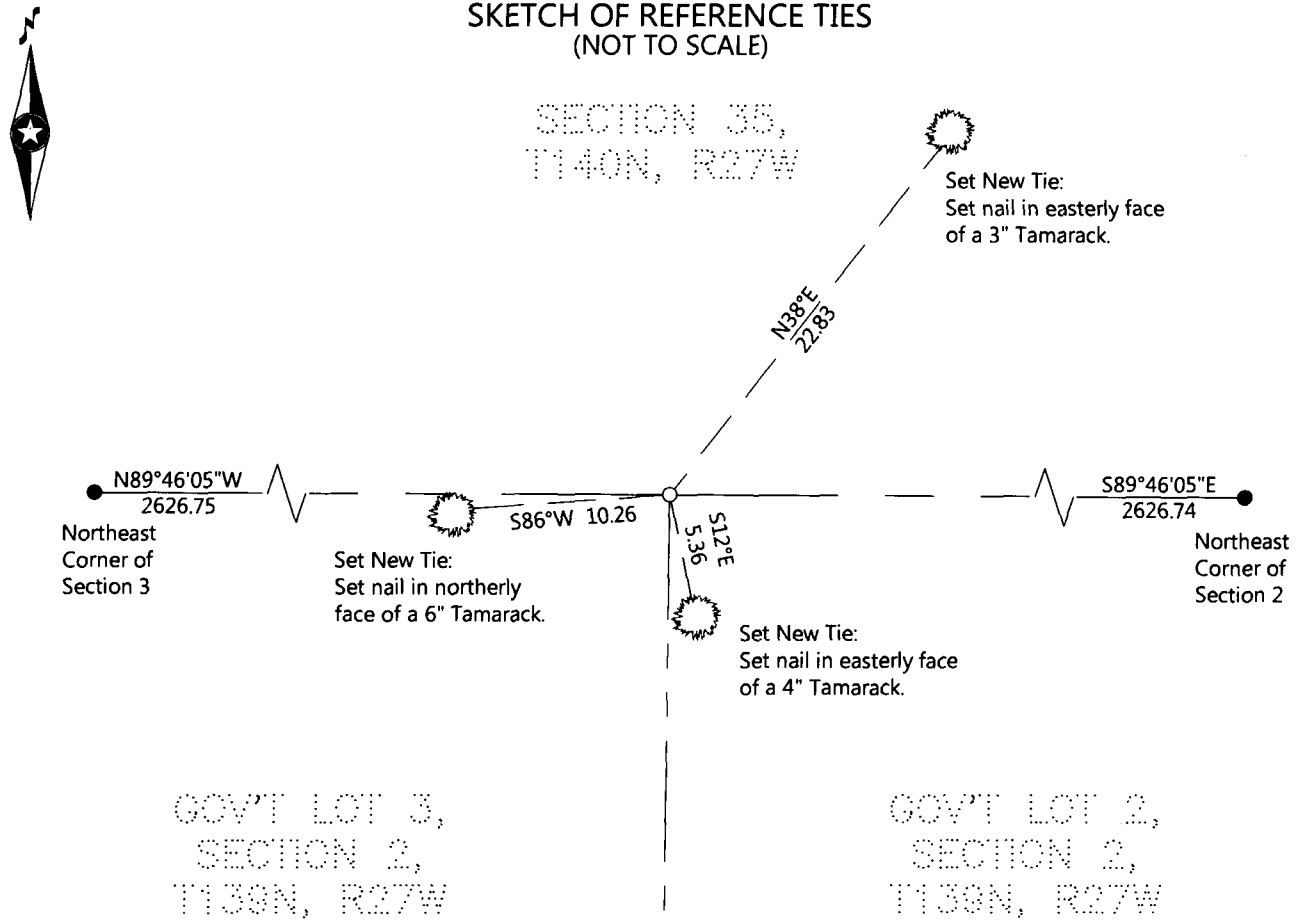 N
SKETCH OF REFERENCE TIES
(NOT TO SCALE)
SECTION 35,
T140N, R27W
Set New Tie:
Set nail in easterly face
of a 3" Tamarack.
N38°E
22.83
N89°46'05"W
2626.75
Northeast
Corner of
Section 3
S86°W 10.26
Set New Tie:
Set nail in northerly
face of a 6" Tamarack.
S12°E
5.36
Set New Tie:
Set nail in easterly face
of a 4" Tamarack.
S89°46'05"E
2626.74
Northeast
Corner of
Section 2
GOV'T LOT 3,
SECTION 2,
T139N, R27W
GOV'T LOT 2,
SECTION 2,
T139N, R27W